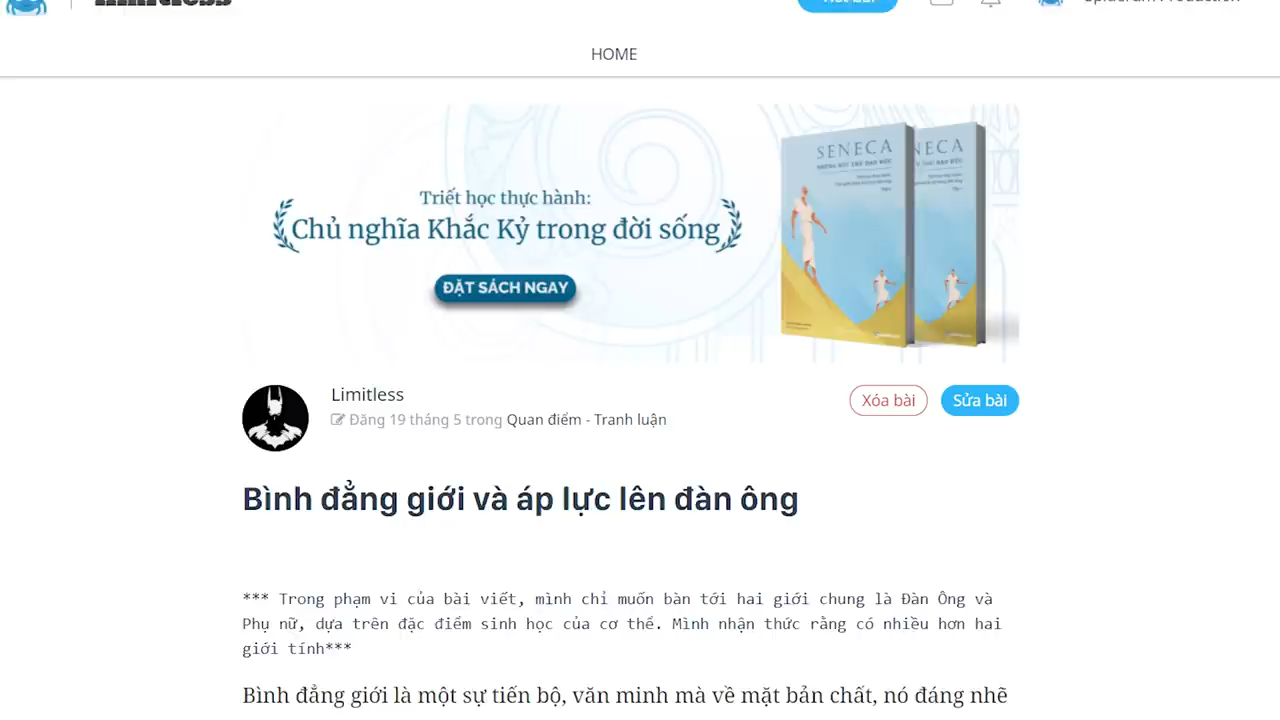 HOME
Triết học thực hành:
Chủ nghĩa Khắc Kỷ trong đời sống
ĐẶT SÁCH NGAY
SENECA
NECA
Limitless
Đăng 19 tháng 5 trong Quan điểm - Tranh luận
Xóa bài
Sửa bài
Bình đẳng giới và áp lực lên đàn ông
*** Trong phạm vi của bài viết, mình chỉ muốn bàn tới hai giới chung là Đàn Ông và
Phụ nữ, dựa trên đặc điểm sinh học của cơ thể. Mình nhận thức rằng có nhiều hơn hai
giới tính***
Bình đẳng giới là một sự tiến bộ, văn minh mà về mặt bản chất, nó đáng nhẽ